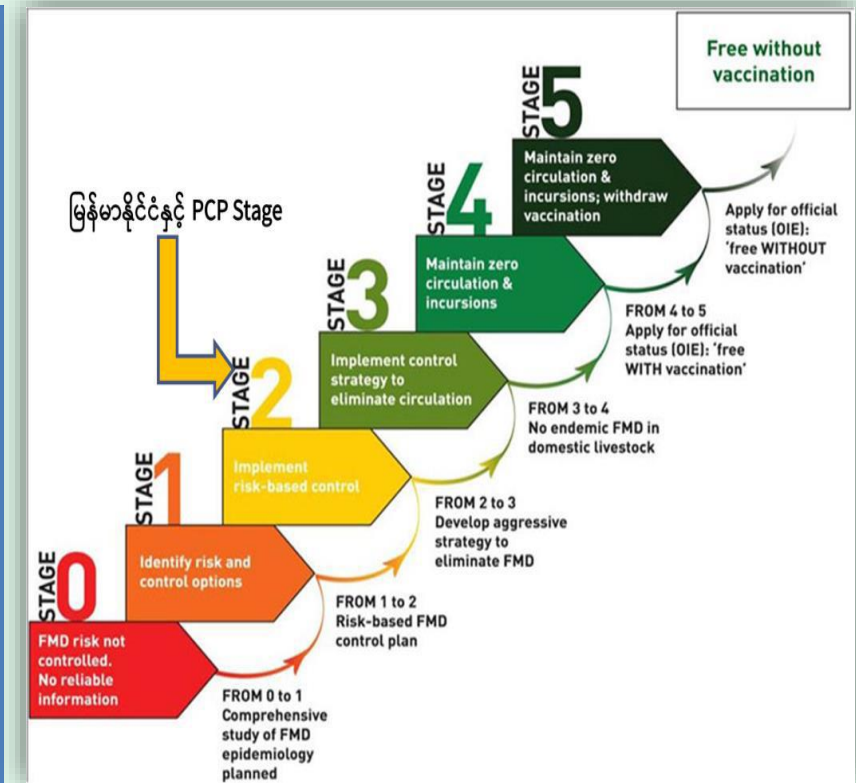 Free without
vaccination
STAGE 5
Maintain zero
circulation &
incursions; withdraw
vaccination
Apply for official
status (OIE):
'free WITHOUT
vaccination'
မြန်မာနိုင်ငံနှင့် PCP Stage
STAGE 4
Maintain zero
circulation &
incursions
FROM 4 to 5
Apply for official
status (OIE): 'free
WITH vaccination'
STAGE 3
Implement control
strategy to
eliminate circulation
FROM 3 to 4
No endemic FMD in
domestic livestock
STAGE 2
Implement
risk-based control
FROM 2 to 3
Develop aggressive
strategy to
eliminate FMD
STAGE 1
Identify risk and
control options
FROM 1 to 2
Risk-based FMD
control plan
STAGE 0
FMD risk not
controlled.
No reliable
information
FROM 0 to 1
Comprehensive
study of FMD
epidemiology
planned